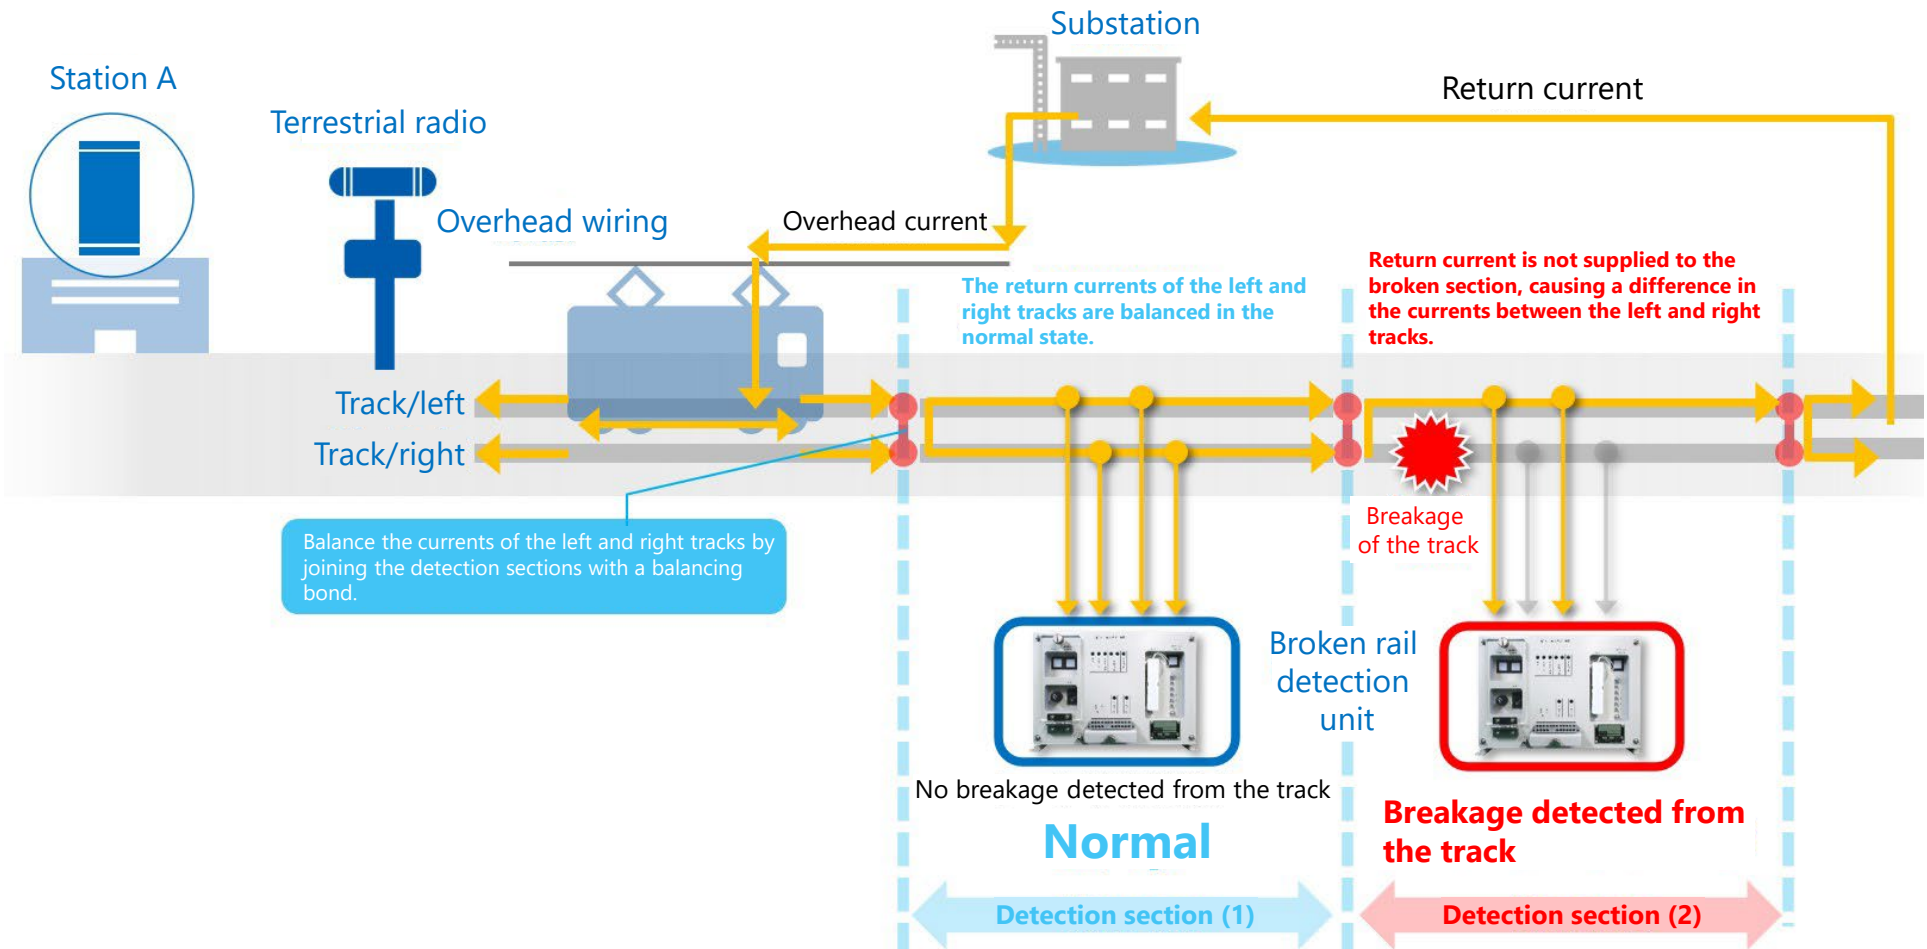 Substation
Station A
Return current
Terrestrial radio
Overhead wiring
Overhead current
The return currents of the left and
right tracks are balanced in the
normal state.
Return current is not supplied to the
broken section, causing a difference in
the currents between the left and right
tracks.
Track/left
Track/right
Balance the currents of the left and right tracks by
joining the detection sections with a balancing
bond.
Breakage
of the track
Broken rail
detection
unit
No breakage detected from the track
Normal
Breakage detected from
the track
Detection section (1)
Detection section (2)